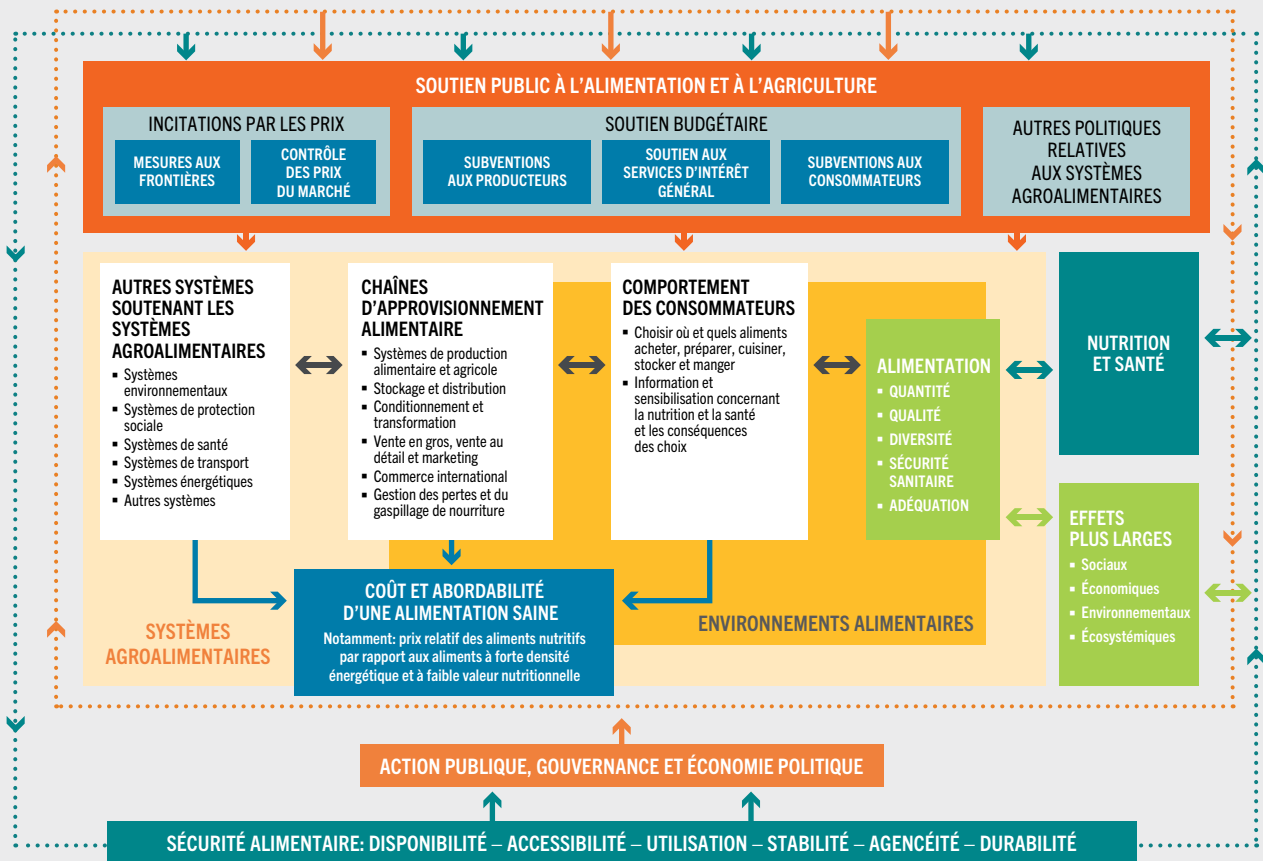 SOUTIEN PUBLIC À L'ALIMENTATION ET À L'AGRICULTURE
INCITATIONS PAR LES PRIX
MESURES AUX
FRONTIÈRES
CONTRÔLE
DES PRIX
DU MARCHÉ
SOUTIEN BUDGÉTAIRE
SUBVENTIONS
AUX PRODUCTEURS
SOUTIEN AUX
SERVICES D'INTÉRÊT
GÉNÉRAL
SUBVENTIONS AUX
CONSOMMATEURS
AUTRES POLITIQUES
RELATIVES
AUX SYSTÈMES
AGROALIMENTAIRES
AUTRES SYSTÈMES
SOUTENANT LES
SYSTÈMES
AGROALIMENTAIRES
▪ Systèmes
environnementaux
▪ Systèmes de protection
sociale
▪ Systèmes de santé
▪ Systèmes de transport
▪ Systèmes énergétiques
▪ Autres systèmes
CHAÎNES
D'APPROVISIONNEMENT
ALIMENTAIRE
▪ Systèmes de production
alimentaire et agricole
▪ Stockage et distribution
▪ Conditionnement et
transformation
▪ Vente en gros, vente au
détail et marketing
▪ Commerce international
▪ Gestion des pertes et du
gaspillage de nourriture
COMPORTEMENT
DES CONSOMMATEURS
▪ Choisir où et quels aliments
acheter, préparer, cuisiner,
stocker et manger
▪ Information et
sensibilisation concernant
la nutrition et la santé
et les conséquences
des choix
ALIMENTATION
▪ QUANTITÉ
▪ QUALITÉ
▪ DIVERSITÉ
▪ SÉCURITÉ
SANITAIRE
▪ ADÉQUATION
NUTRITION
ET SANTÉ
EFFETS
PLUS LARGES
▪ Sociaux
▪ Économiques
▪ Environnementaux
▪ Écosystémiques
COÛT ET ABORDABILITÉ
D'UNE ALIMENTATION SAINE
Notamment: prix relatif des aliments nutritifs
par rapport aux aliments à forte densité
énergétique et à faible valeur nutritionnelle
SYSTÈMES
AGROALIMENTAIRES
ENVIRONNEMENTS ALIMENTAIRES
ACTION PUBLIQUE, GOUVERNANCE ET ÉCONOMIE POLITIQUE
SÉCURITÉ ALIMENTAIRE: DISPONIBILITÉ – ACCESSIBILITÉ – UTILISATION – STABILITÉ – AGENCÉITÉ – DURABILITÉ